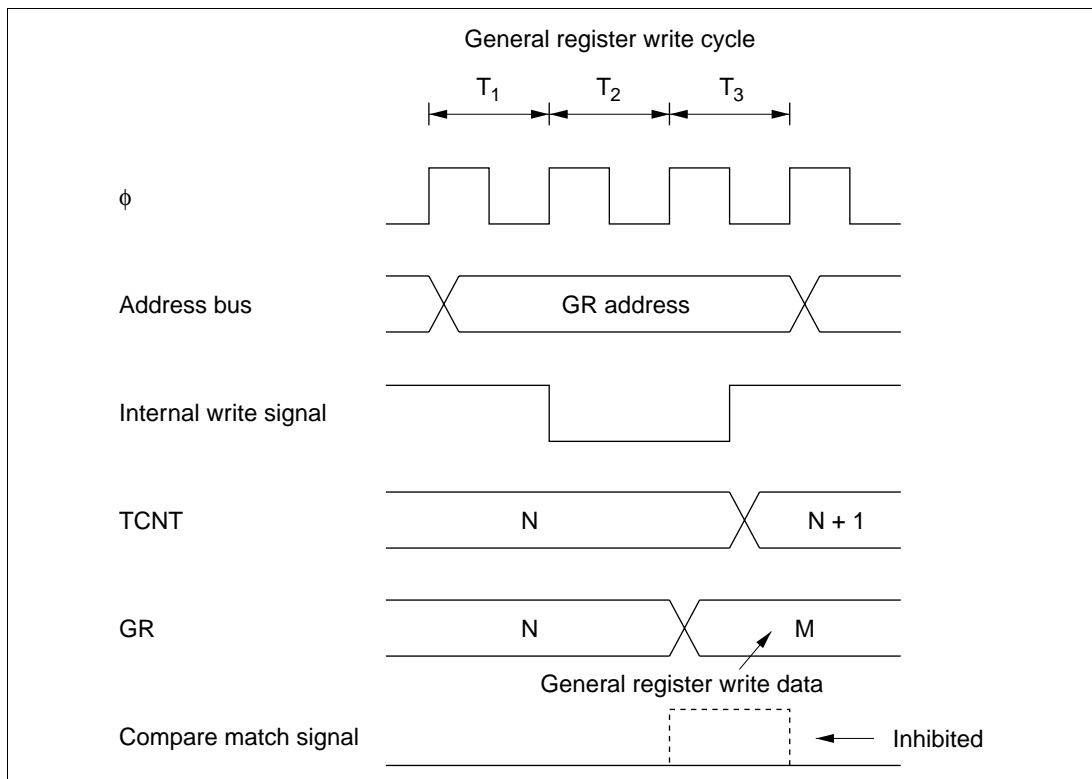 General register write cycle
T1 T2 T3
φ
Address bus
GR address
Internal write signal
TCNT
N
N + 1
GR
N
M
General register write data
Compare match signal
Inhibited